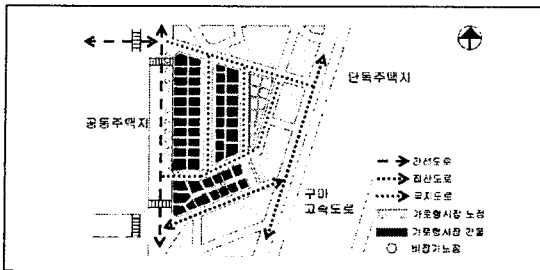 단독주택지
공동주택지
구마
고속도로
간선도로
집산도로
국지도로
가로형시장 노점
가로형시장 건물
비정기노점